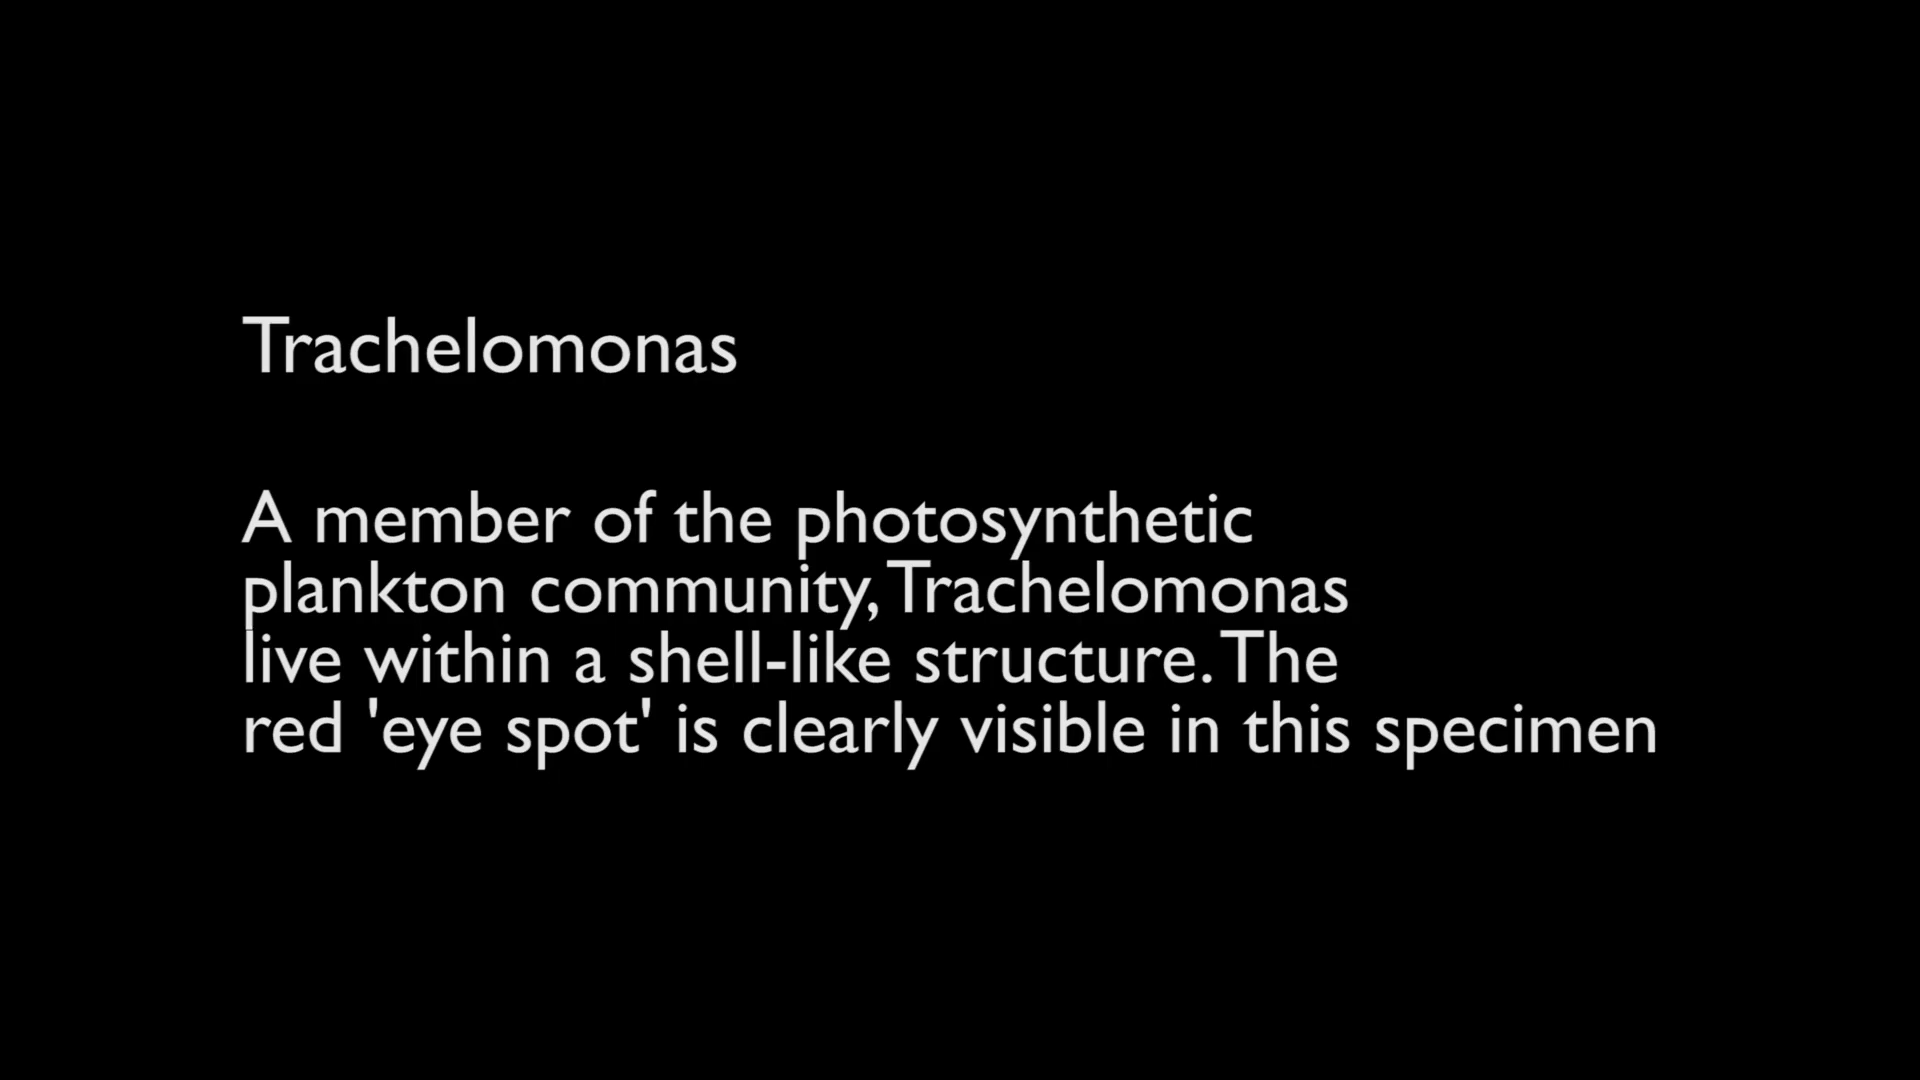 Trachelomonas
A member of the photosynthetic
plankton community, Trachelomonas
live within a shell-like structure. The
red 'eye spot' is clearly visible in this specimen